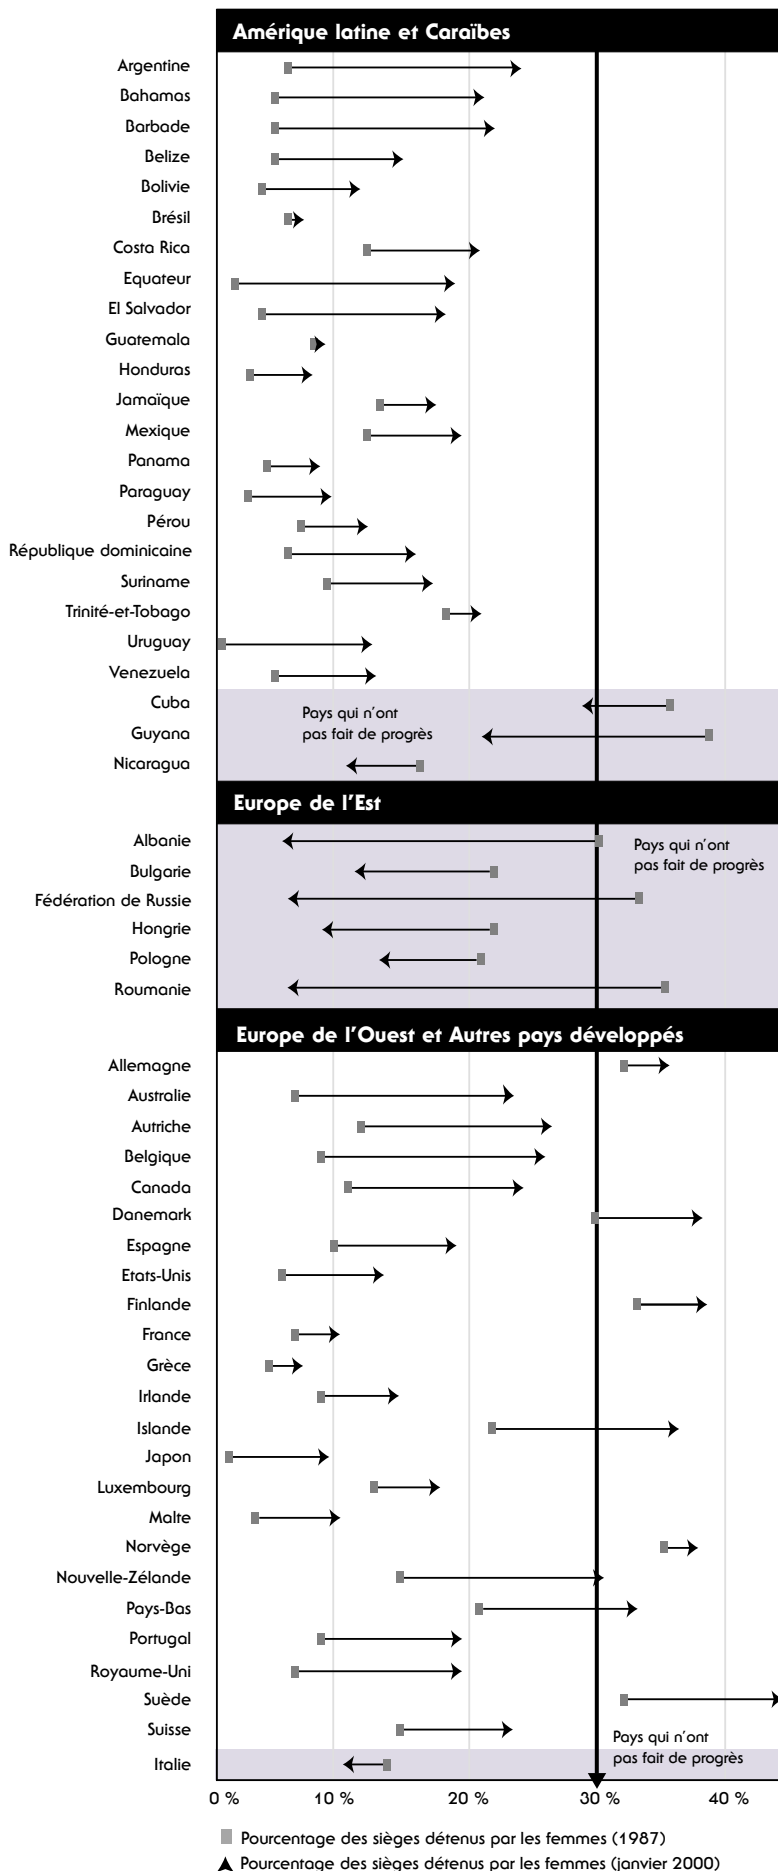 Amérique latine et Caraïbes
Argentine
Bahamas
Barbade
Belize
Bolivie
Brésil
Costa Rica
Equateur
El Salvador
Guatemala
Honduras
Jamaïque
Mexique
Panama
Paraguay
Pérou
République dominicaine
Suriname
Trinité-et-Tobago
Uruguay
Venezuela
Cuba
Guyana
Nicaragua
Pays qui n'ont
pas fait de progrès
Europe de l'Est
Albanie
Bulgarie
Fédération de Russie
Hongrie
Pologne
Roumanie
Pays qui n'ont
pas fait de progrès
Europe de l'Ouest et Autres pays développés
Allemagne
Australie
Autriche
Belgique
Canada
Danemark
Espagne
Etats-Unis
Finlande
France
Grèce
Irlande
Islande
Japon
Luxembourg
Malte
Norvège
Nouvelle-Zélande
Pays-Bas
Portugal
Royaume-Uni
Suède
Suisse
Italie
Pays qui n'ont
pas fait de progrès
0 % 10 % 20 % 30 % 40 %
Pourcentage des sièges détenus par les femmes (1987)
Pourcentage des sièges détenus par les femmes (janvier 2000)